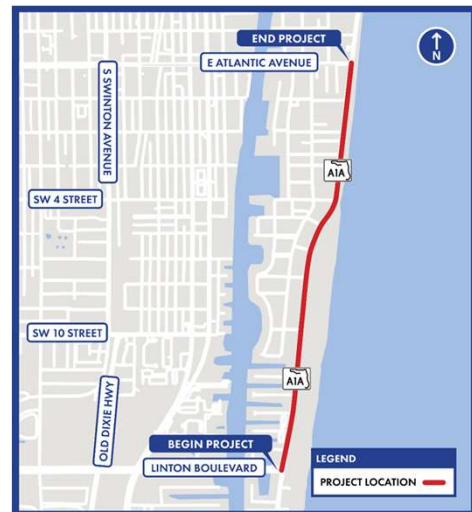 END PROJECT
E ATLANTIC AVENUE
N
S SWINTON AVENUE
A1A
SW 4 STREET
SW 10 STREET
A1A
OLD DIXIE HWY
BEGIN PROJECT
LINTON BOULEVARD
LEGEND
PROJECT LOCATION